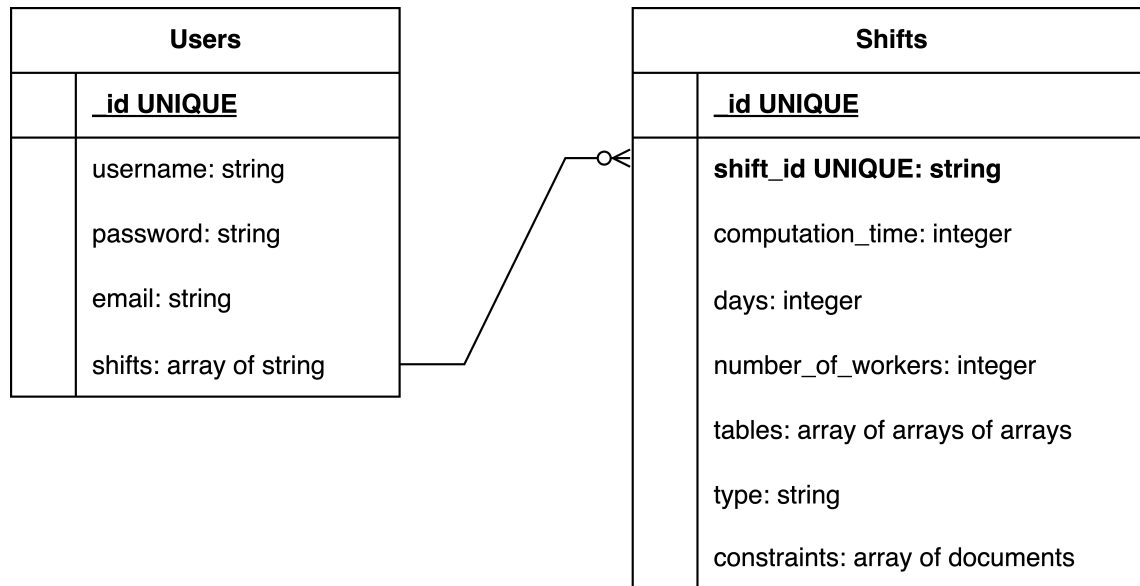 Users
_id UNIQUE
username: string
password: string
email: string
shifts: array of string
Shifts
_id UNIQUE
shift_id UNIQUE: string
computation_time: integer
days: integer
number_of_workers: integer
tables: array of arrays of arrays
type: string
constraints: array of documents